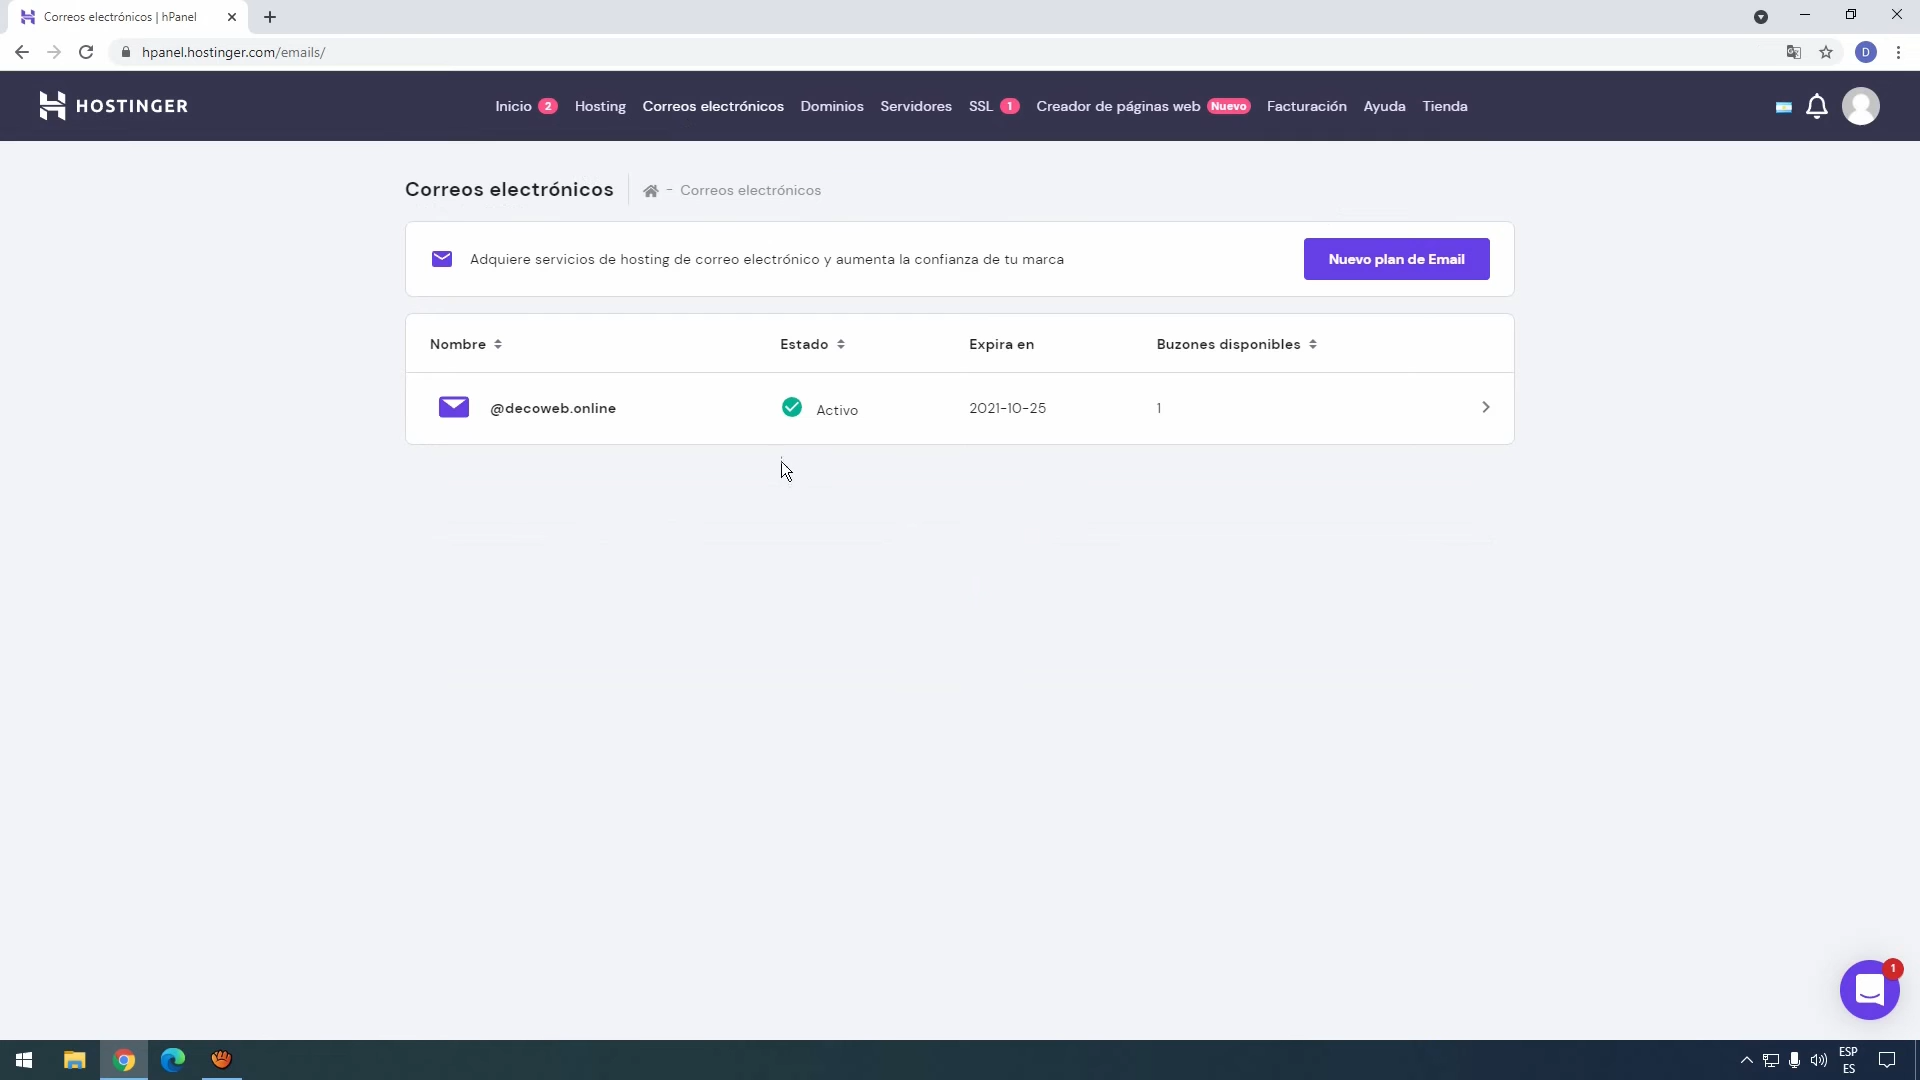 Correos electrónicos | hPanel
hpanel.hostinger.com/emails/
D
HOSTINGER
Inicio 2 Hosting Correos electrónicos Dominios Servidores SSL 1 Creador de páginas web Nuevo Facturación Ayuda Tienda
Correos electrónicos - Correos electrónicos
Adquiere servicios de hosting de correo electrónico y aumenta la confianza de tu marca Nuevo plan de Email
Nombre Estado Expira en Buzones disponibles
@decoweb.online Activo 2021-10-25 1
1
ESP
ES